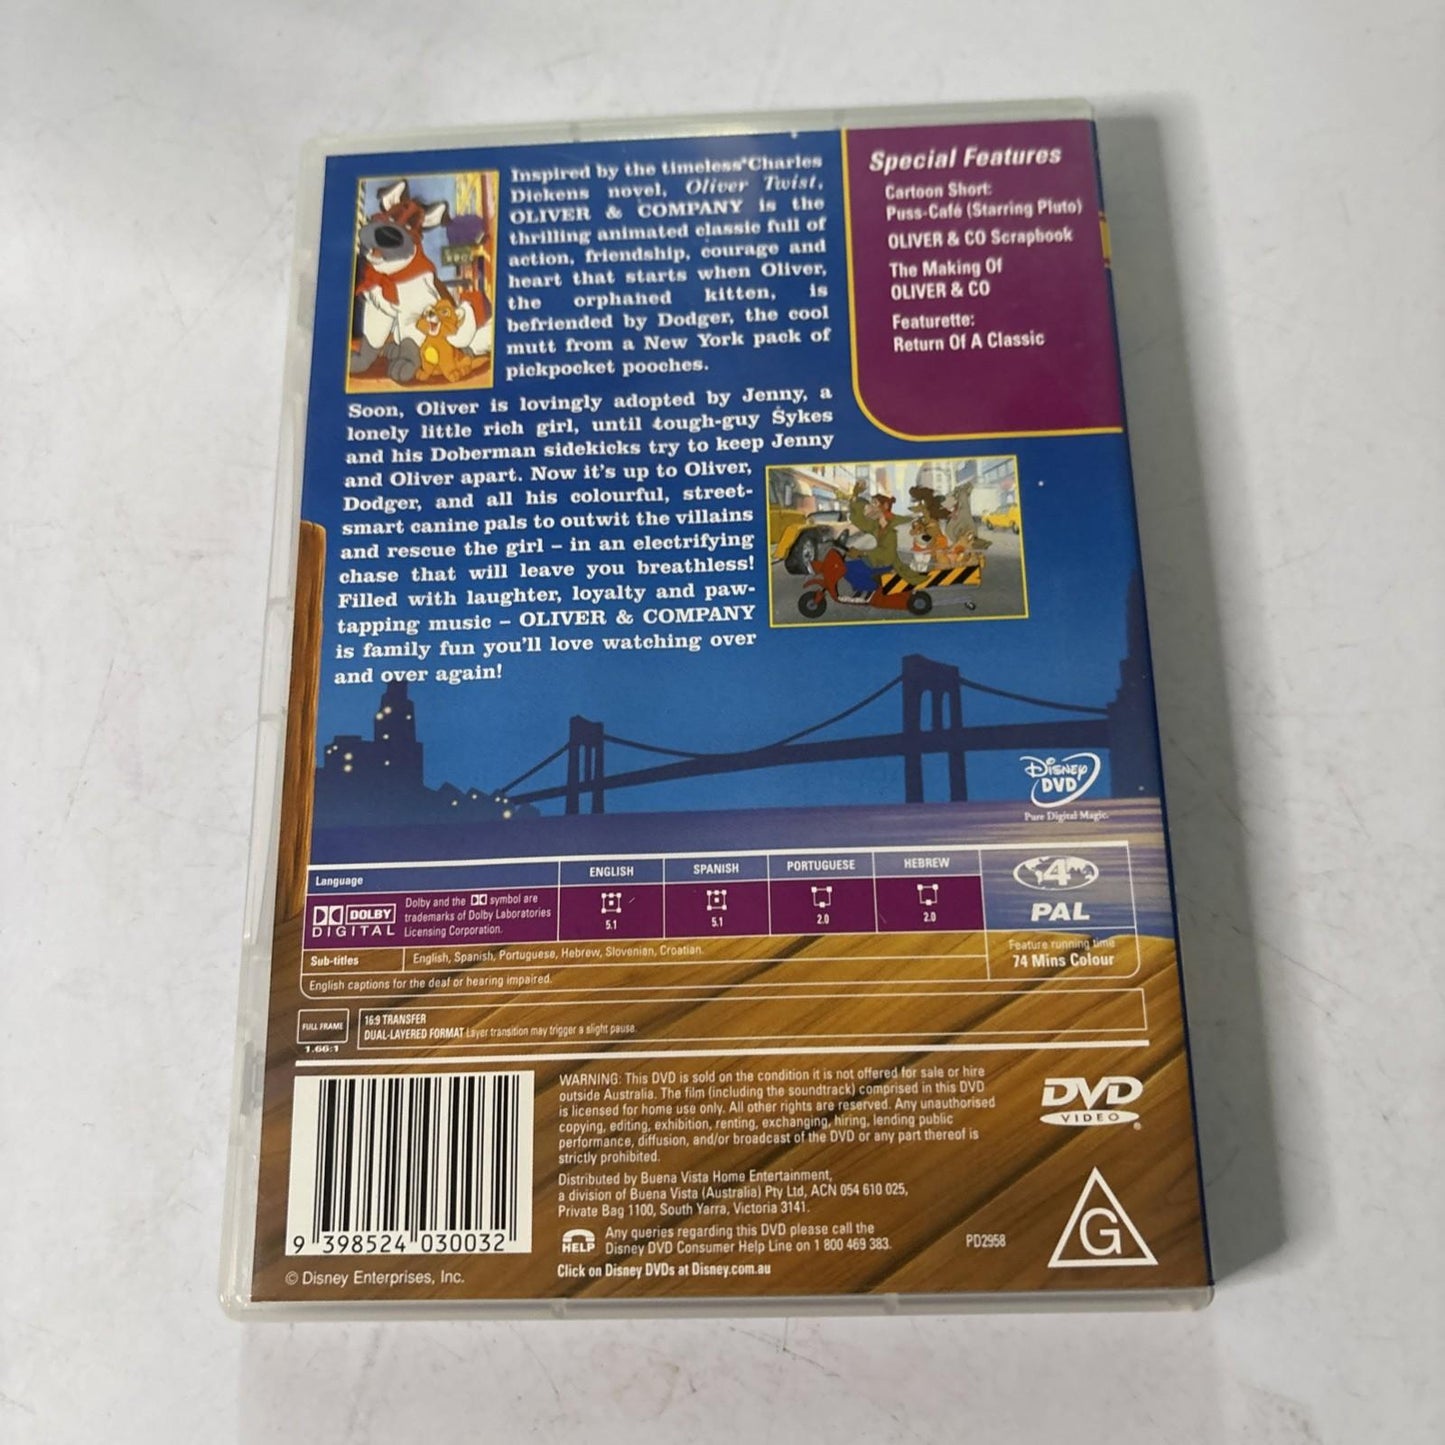 Inspired by the timeless Charles
Dickens novel, Oliver Twist,
OLIVER & COMPANY is the
thrilling animated classic full of
action, friendship, courage and
heart that starts when Oliver,
the orphaned kitten, is
befriended by Dodger, the cool
mutt from a New York pack of
pickpocket pooches.
Soon, Oliver is lovingly adopted by Jenny, a
lonely little rich girl, until tough-guy Sykes
and his Doberman sidekicks try to keep Jenny
and Oliver apart. Now it's up to Oliver,
Dodger, and all his colourful, street-
smart canine pals to outwit the villains
and rescue the girl – in an electrifying
chase that will leave you breathless!
Filled with laughter, loyalty and paw-
tapping music – OLIVER & COMPANY
is family fun you'll love watching over
and over again!
Special Features
Cartoon Short:
Puss-Café (Starring Pluto)
OLIVER & CO Scrapbook
The Making Of
OLIVER & CO
Featurette:
Return Of A Classic
Disney
DVD
Pure Digital Magic.
Language
ENGLISH
SPANISH
PORTUGUESE
HEBREW
DOLBY
DIGITAL
Dolby and the symbol are
trademarks of Dolby Laboratories
Licensing Corporation.
5.1
5.1
2.0
2.0
Sub-titles
English, Spanish, Portuguese, Hebrew, Slovenian, Croatian.
English captions for the deaf or hearing impaired.
4
PAL
Feature running time
74 Mins Colour
FULL FRAME
1.66:1
16:9 TRANSFER
DUAL-LAYERED FORMAT Layer transition may trigger a slight pause.
WARNING: This DVD is sold on the condition it is not offered for sale or hire
outside Australia. The film (including the soundtrack) comprised in this DVD
is licensed for home use only. All other rights are reserved. Any unauthorised
copying, editing, exhibition, renting, exchanging, hiring, lending public
performance, diffusion, and/or broadcast of the DVD or any part thereof is
strictly prohibited.
Distributed by Buena Vista Home Entertainment,
a division of Buena Vista (Australia) Pty Ltd, ACN 054 610 025,
Private Bag 1100, South Yarra, Victoria 3141.
HELP
Any queries regarding this DVD please call the
Disney DVD Consumer Help Line on 1 800 469 383.
Click on Disney DVDs at Disney.com.au
PD2958
DVD
VIDEO
G
9 398524 030032
© Disney Enterprises, Inc.